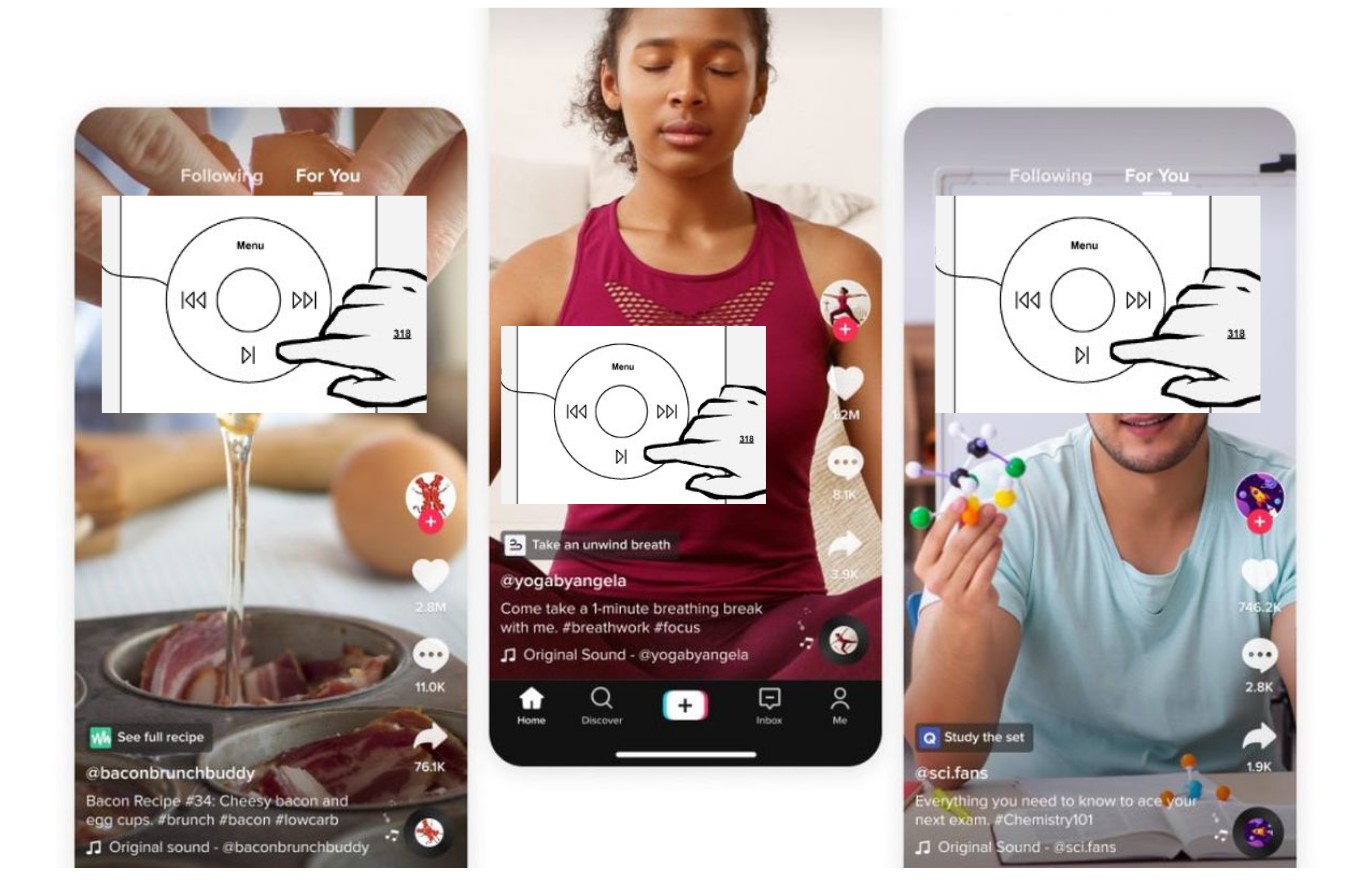 Following For You
Menu
318
2.8M
11.0K
See full recipe
76.1K
@baconbrunchbuddy
Bacon Recipe #34: Cheesy bacon and
egg cups. #brunch #bacon #lowcarb
Original sound - @baconbrunchbuddy
Menu
318
1.2M
8.1K
Take an unwind breath
3.9K
@yogabyangela
Come take a 1-minute breathing break
with me. #breathwork #focus
Original Sound - @yogabyangela
Home Discover Inbox Me
Following For You
Menu
318
746.2K
2.8K
Q Study the set
1.9K
@sci.fans
Everything you need to know to ace your
next exam. #Chemistry101
Original Sound - @sci.fans